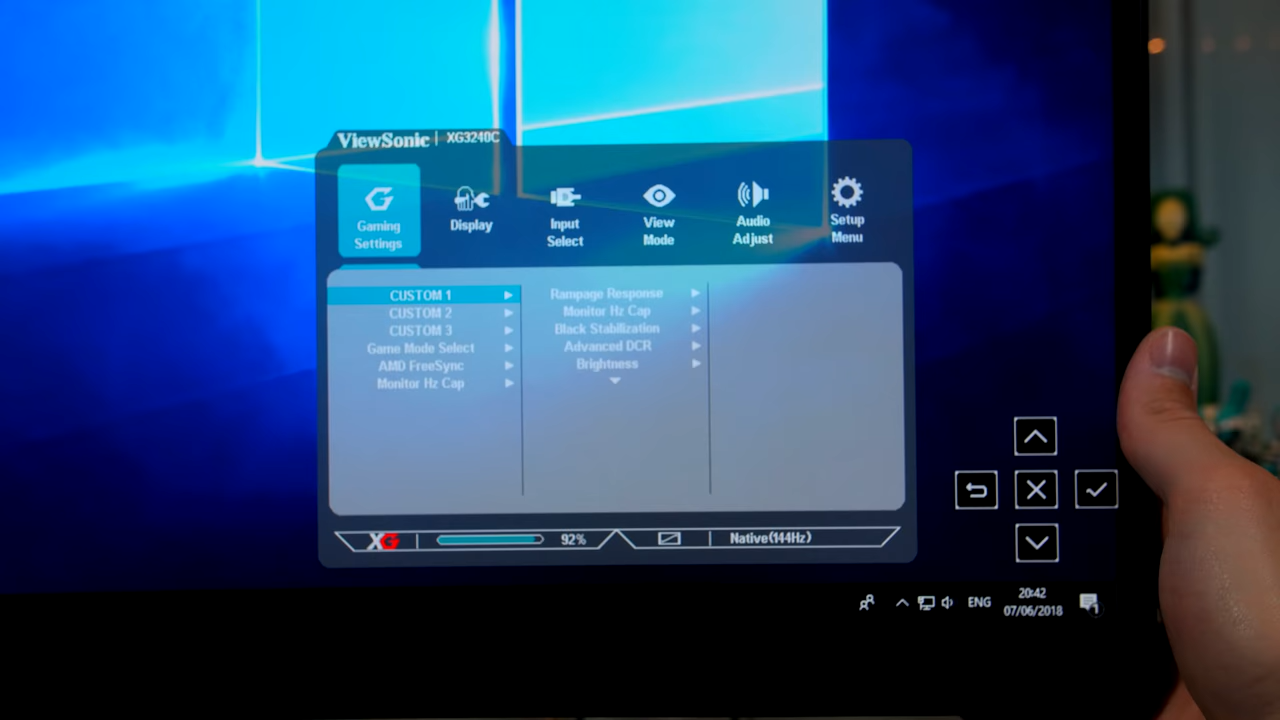 ViewSonic | XG3240C
Gaming
Settings
Display
Input
Select
View
Mode
Audio
Adjust
Setup
Menu
CUSTOM 1
CUSTOM 2
CUSTOM 3
Game Mode Select
AMD FreeSync
Monitor Hz Cap
Rampage Response
Monitor Hz Cap
Black Stabilization
Advanced DCR
Brightness
XG
92%
Native(144Hz)
ENG
20:42
07/06/2018
1